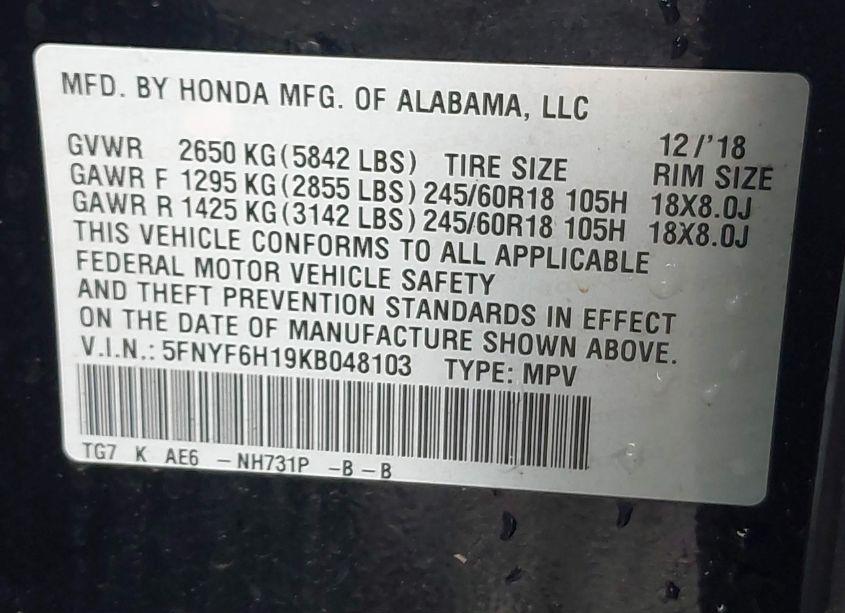 MFD. BY HONDA MFG. OF ALABAMA, LLC
12/'18
GVWR 2650 KG (5842 LBS) TIRE SIZE RIM SIZE
GAWR F 1295 KG (2855 LBS) 245/60R18 105H 18X8.0J
GAWR R 1425 KG (3142 LBS) 245/60R18 105H 18X8.0J
THIS VEHICLE CONFORMS TO ALL APPLICABLE
FEDERAL MOTOR VEHICLE SAFETY
AND THEFT PREVENTION STANDARDS IN EFFECT
ON THE DATE OF MANUFACTURE SHOWN ABOVE.
V.I.N.: 5FNYF6H19KB048103 TYPE: MPV
TG7 K AE6 -NH731P -B-B